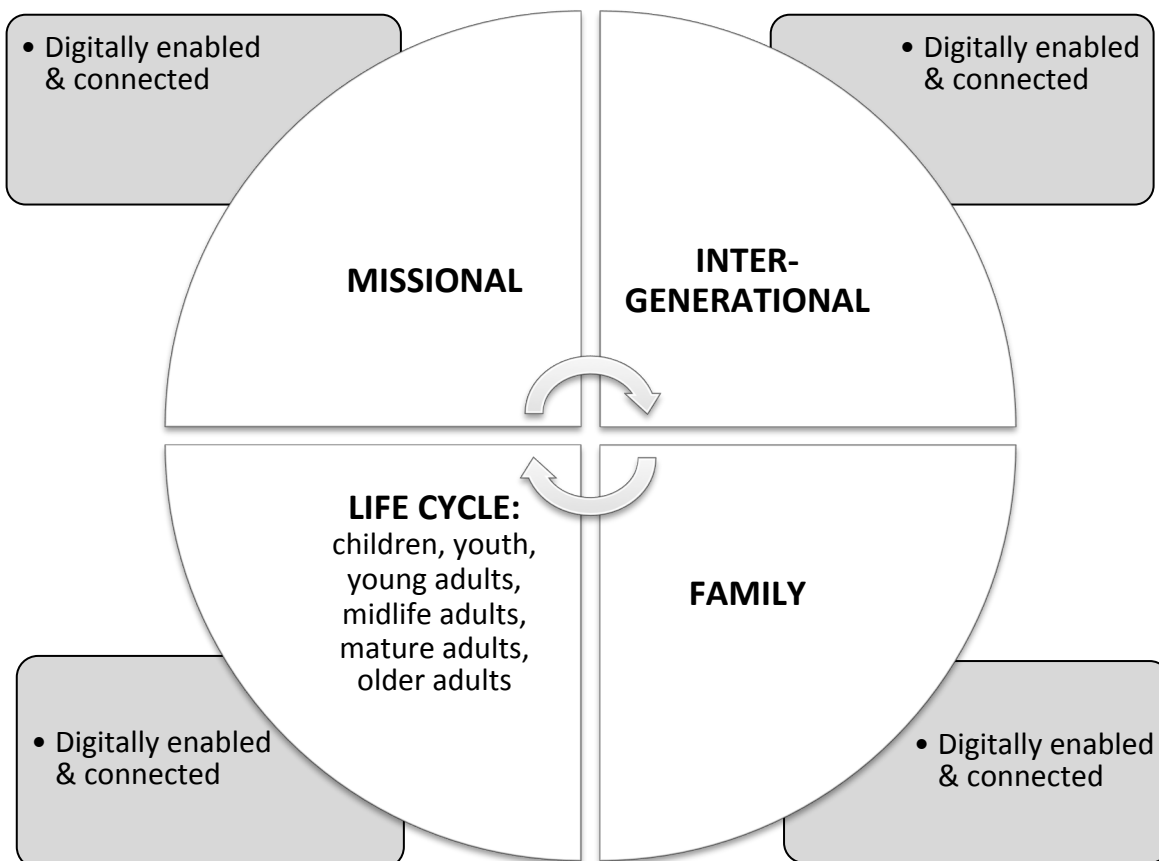 • Digitally enabled
& connected
• Digitally enabled
& connected
MISSIONAL
INTER-
GENERATIONAL
LIFE CYCLE:
children, youth,
young adults,
midlife adults,
mature adults,
older adults
FAMILY
• Digitally enabled
& connected
• Digitally enabled
& connected